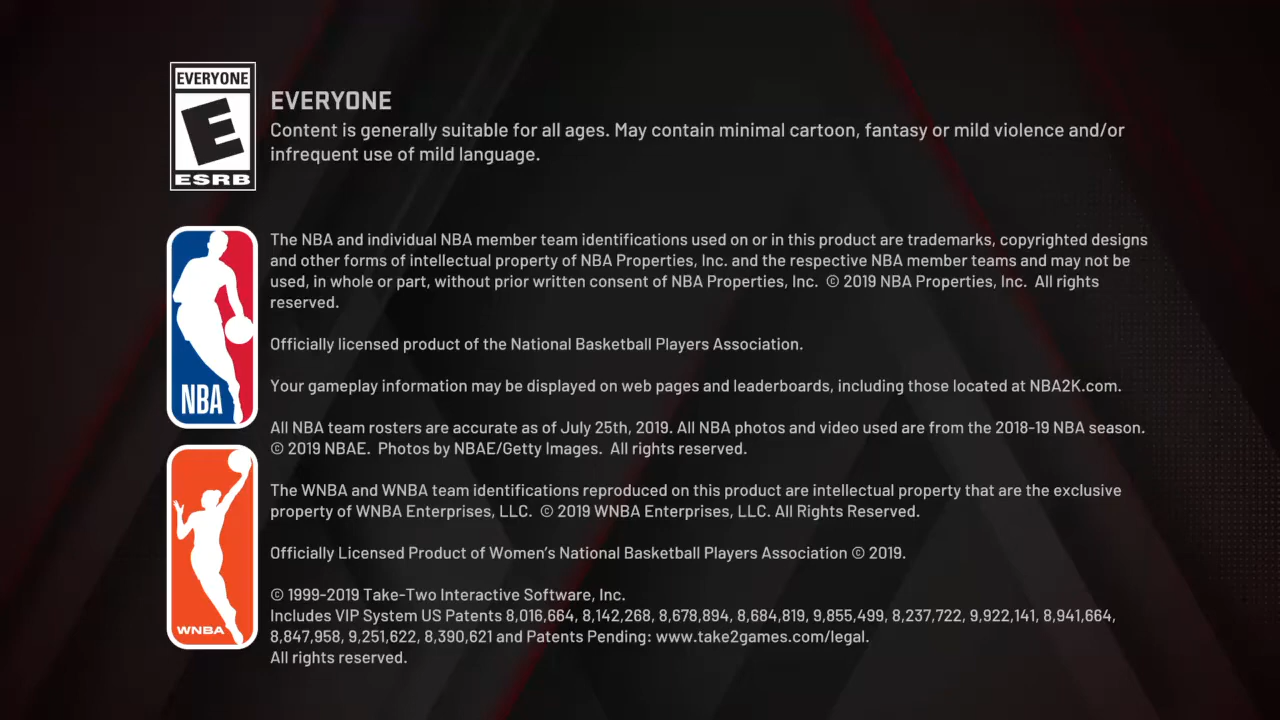 EVERYONE
E
ESRB
EVERYONE
Content is generally suitable for all ages. May contain minimal cartoon, fantasy or mild violence and/or
infrequent use of mild language.
The NBA and individual NBA member team identifications used on or in this product are trademarks, copyrighted designs
and other forms of intellectual property of NBA Properties, Inc. and the respective NBA member teams and may not be
used, in whole or part, without prior written consent of NBA Properties, Inc.  © 2019 NBA Properties, Inc.  All rights
reserved.
Officially licensed product of the National Basketball Players Association.
Your gameplay information may be displayed on web pages and leaderboards, including those located at NBA2K.com.
NBA
All NBA team rosters are accurate as of July 25th, 2019. All NBA photos and video used are from the 2018-19 NBA season.
© 2019 NBAE.  Photos by NBAE/Getty Images.  All rights reserved.
The WNBA and WNBA team identifications reproduced on this product are intellectual property that are the exclusive
property of WNBA Enterprises, LLC.  © 2019 WNBA Enterprises, LLC. All Rights Reserved.
Officially Licensed Product of Women's National Basketball Players Association © 2019.
© 1999-2019 Take-Two Interactive Software, Inc.
Includes VIP System US Patents 8,016,664, 8,142,268, 8,678,894, 8,684,819, 9,855,499, 8,237,722, 9,922,141, 8,941,664,
8,847,958, 9,251,622, 8,390,621 and Patents Pending: www.take2games.com/legal.
All rights reserved.
WNBA